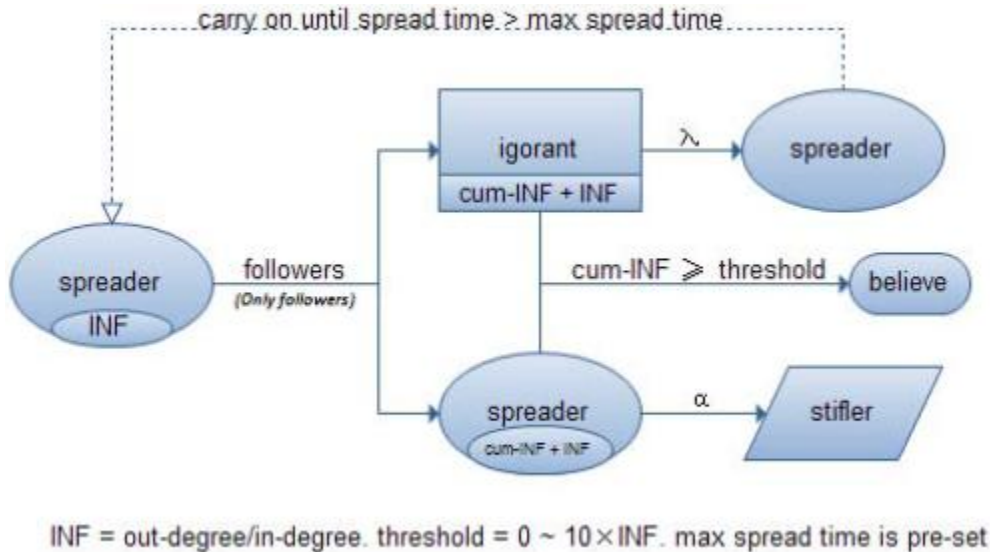 carry on until spread time > max spread time
igorant
cum-INF + INF
λ
spreader
spreader
INF
followers
(Only followers)
cum-INF ⩾ threshold
believe
spreader
cum-INF + INF
α
stifler
INF = out-degree/in-degree. threshold = 0 ~ 10×INF. max spread time is pre-set